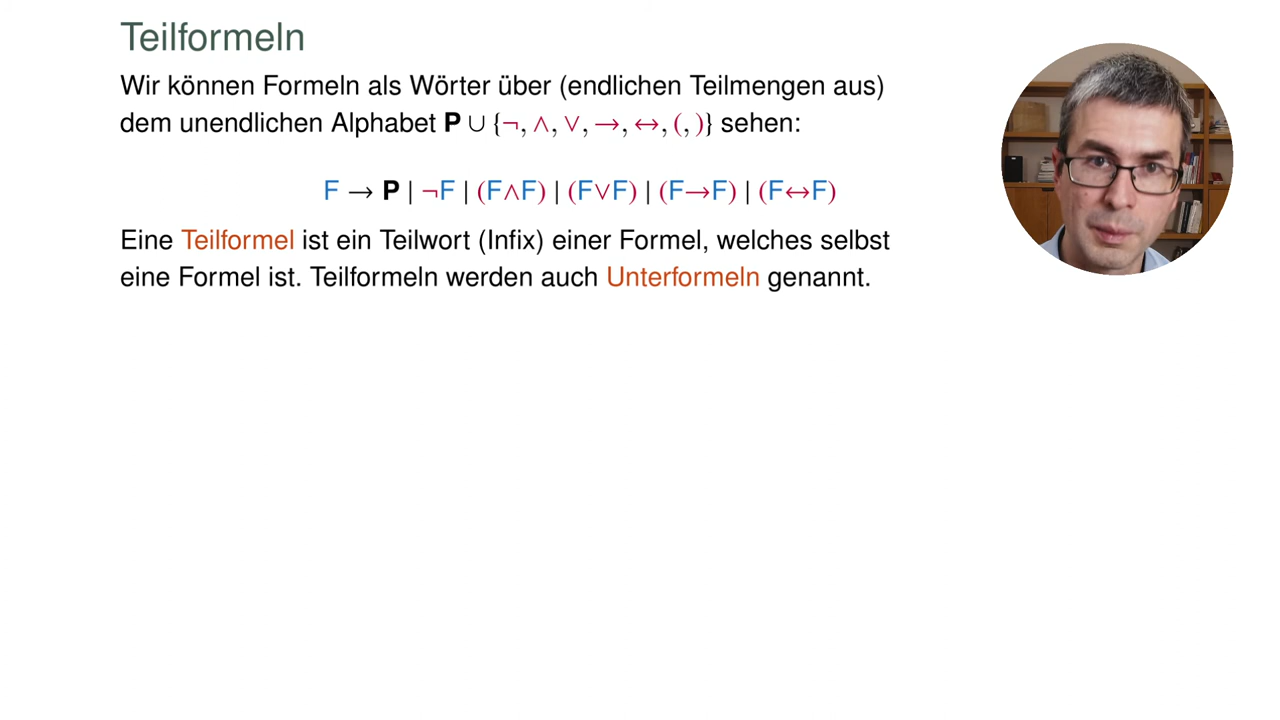 Teilformeln
Wir können Formeln als Wörter über (endlichen Teilmengen aus)
dem unendlichen Alphabet P ∪ {¬, ∧, ∨, →, ↔, (, )} sehen:
F → P | ¬F | (F∧F) | (F∨F) | (F→F) | (F↔F)
Eine Teilformel ist ein Teilwort (Infix) einer Formel, welches selbst
eine Formel ist. Teilformeln werden auch Unterformeln genannt.